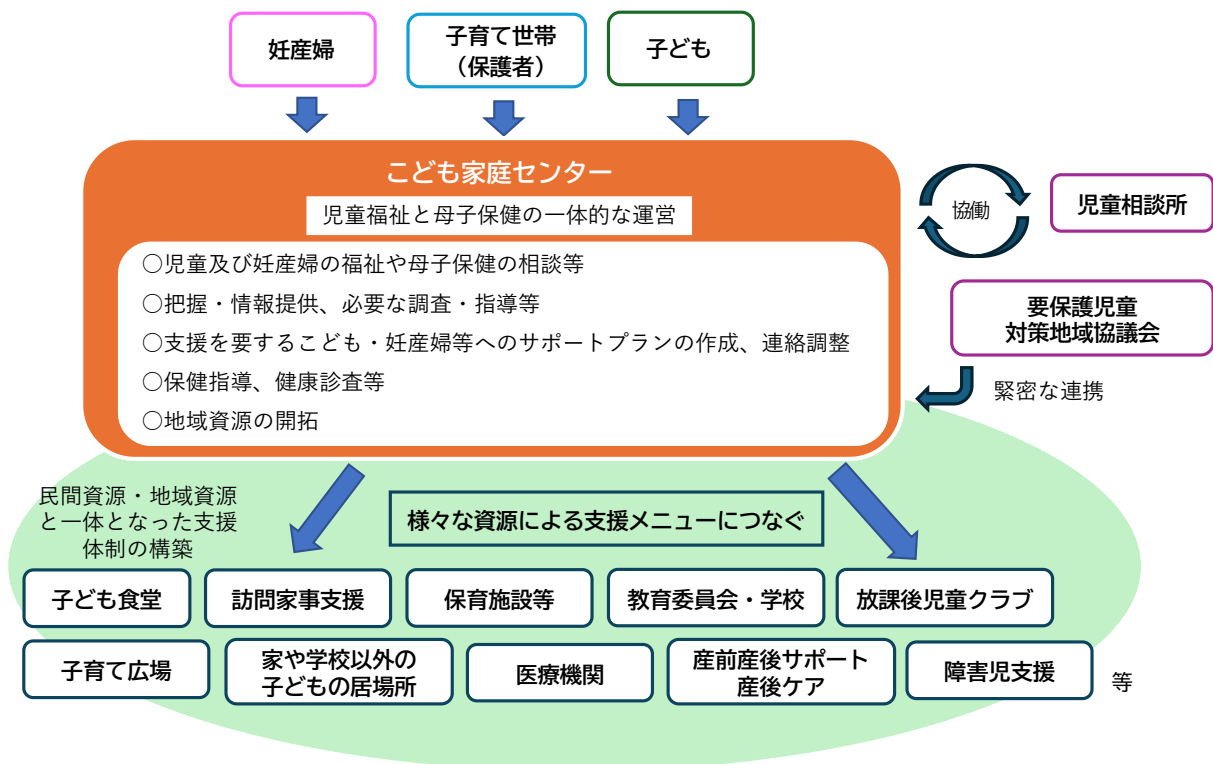 妊産婦
子育て世帯
(保護者)
子ども
こども家庭センター
児童福祉と母子保健の一体的な運営
○児童及び妊産婦の福祉や母子保健の相談等
○把握・情報提供、必要な調査・指導等
○支援を要するこども・妊産婦等へのサポートプランの作成、連絡調整
○保健指導、健康診査等
○地域資源の開拓
協働
児童相談所
要保護児童
対策地域協議会
緊密な連携
民間資源・地域資源
と一体となった支援
体制の構築
様々な資源による支援メニューにつなぐ
子ども食堂
訪問家事支援
保育施設等
教育委員会・学校
放課後児童クラブ
子育て広場
家や学校以外の
子どもの居場所
医療機関
産前産後サポート
産後ケア
障害児支援
等